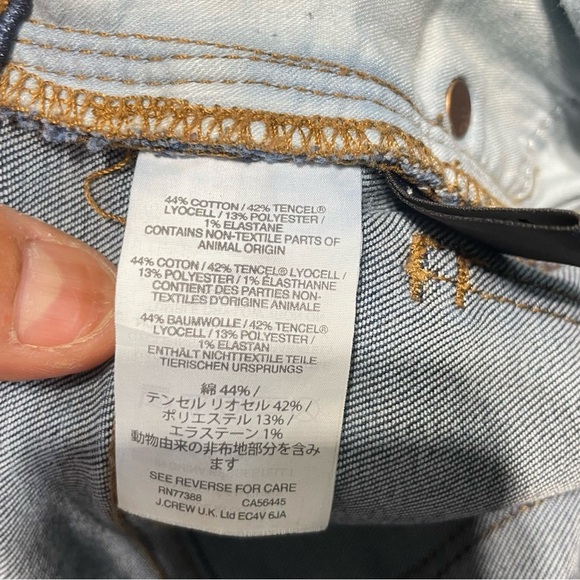 44% COTTON / 42% TENCEL®
LYOCELL / 13% POLYESTER /
1% ELASTANE
CONTAINS NON-TEXTILE PARTS OF
ANIMAL ORIGIN
44% COTON / 42% TENCEL® LYOCELL /
13% POLYESTER / 1% ÉLASTHANNE
CONTIENT DES PARTIES NON-
TEXTILES D'ORIGINE ANIMALE
44% BAUMWOLLE / 42% TENCEL®
LYOCELL / 13% POLYESTER /
1% ELASTAN
ENTHÄLT NICHTTEXTILE TEILE
TIERISCHEN URSPRUNGS
綿 44% /
テンセル リオセル 42% /
ポリエステル 13% /
エラステーン 1%
動物由来の非布地部分を含み
ます
SEE REVERSE FOR CARE
RN77388 CA56445
J.CREW U.K. Ltd EC4V 6JA